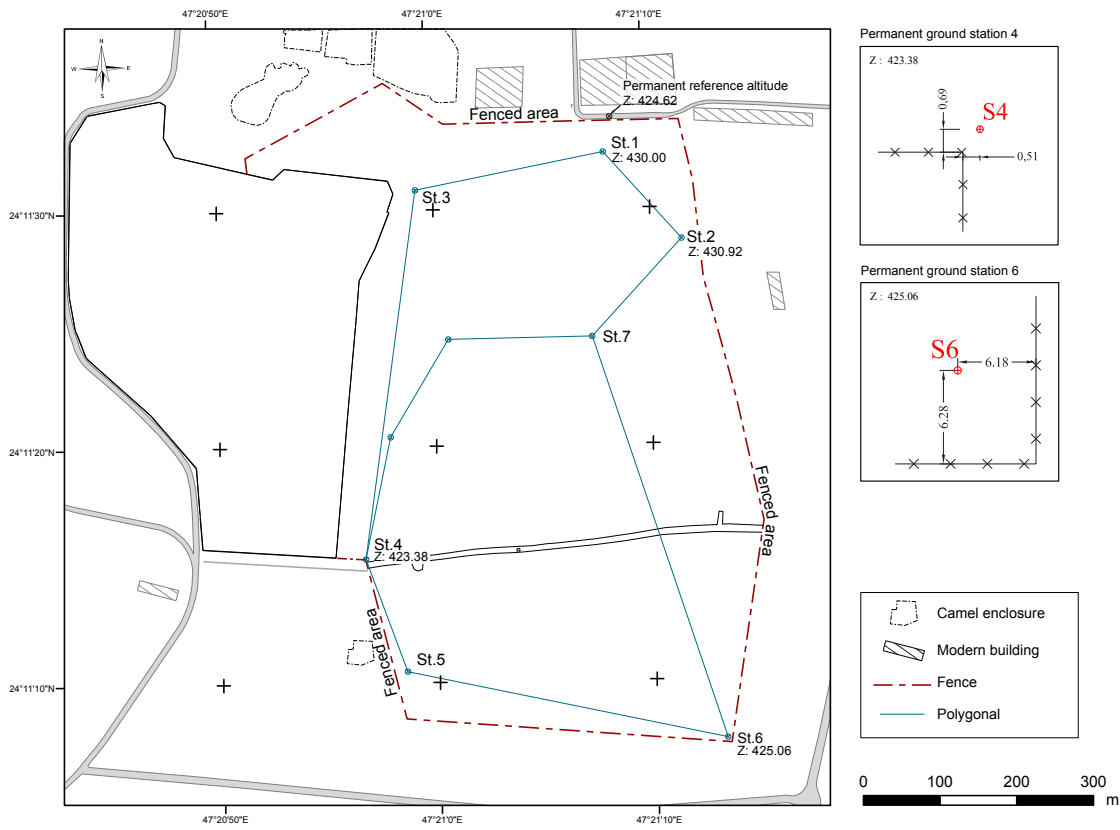 47°20'50"E
47°21'0"E
47°21'10"E
N
W
E
S
Permanent reference altitude
Z: 424.62
Fenced area
St.1
Z: 430.00
St.3
St.2
Z: 430.92
St.7
St.4
Z: 423.38
Fenced area
Fenced area
St.5
St.6
Z: 425.06
24°11'30"N
24°11'20"N
24°11'10"N
47°20'50"E
47°21'0"E
47°21'10"E
Permanent ground station 4
Z : 423.38
0,69
S4
0,51
Permanent ground station 6
Z : 425.06
S6
6.18
6.28
Camel enclosure
Modern building
Fence
Polygonal
0 100 200 300
m